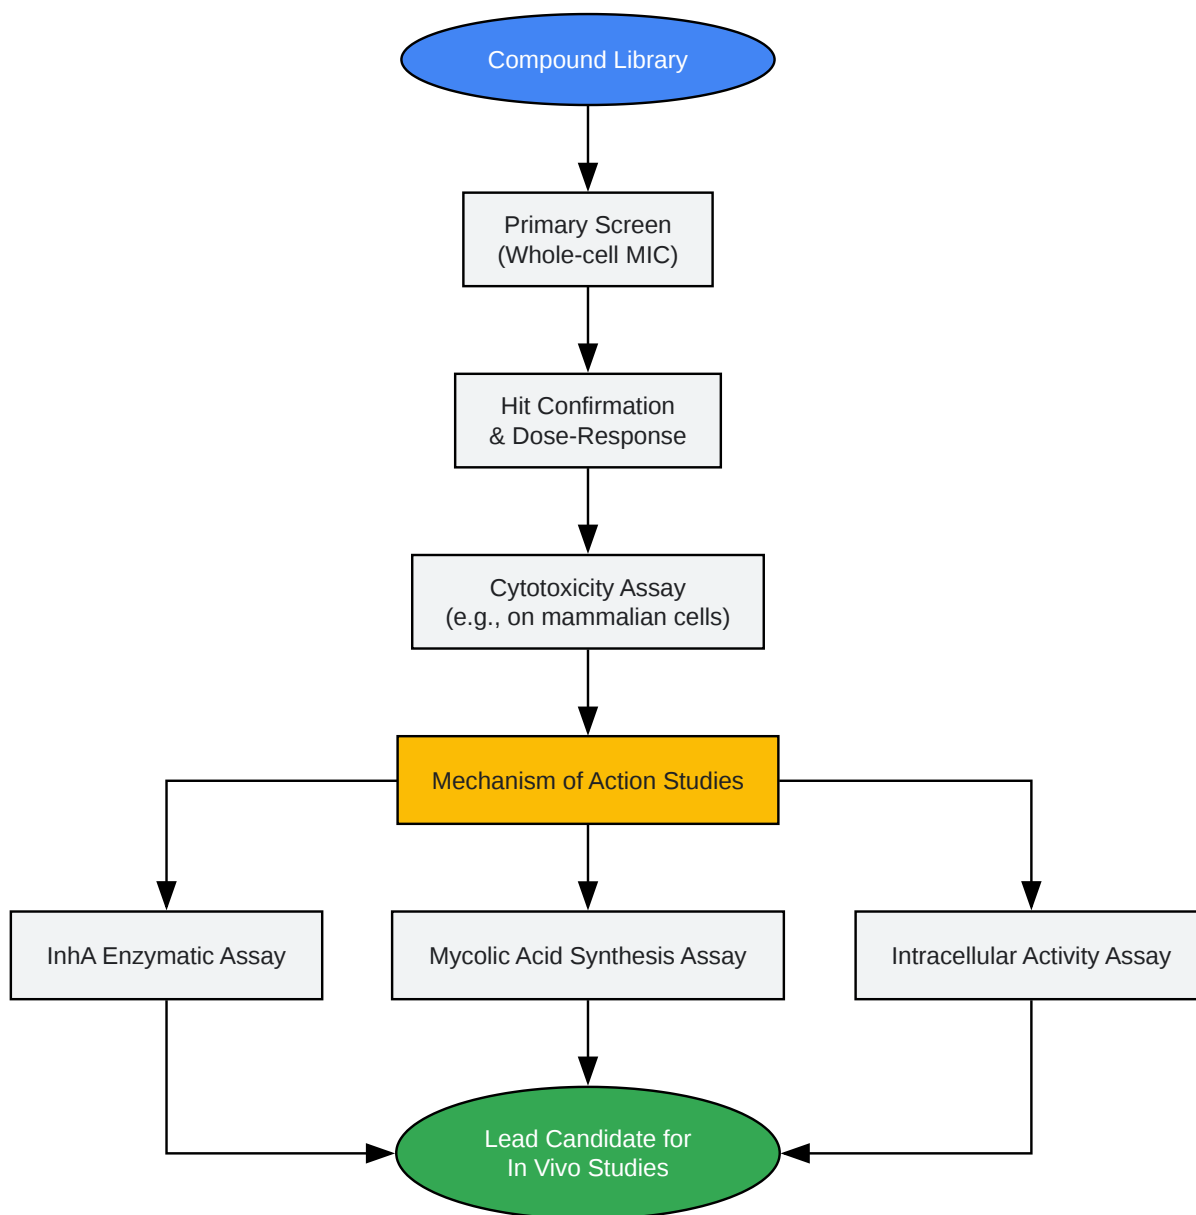 Compound Library
Primary Screen
(Whole-cell MIC)
Hit Confirmation
& Dose-Response
Cytotoxicity Assay
(e.g., on mammalian cells)
Mechanism of Action Studies
InhA Enzymatic Assay
Mycolic Acid Synthesis Assay
Intracellular Activity Assay
Lead Candidate for
In Vivo Studies